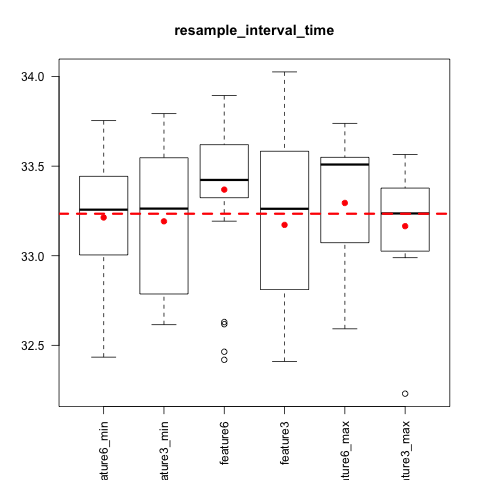 resample_interval_time
34.0
33.5
33.0
32.5
ature6_min
ature3_min
feature6
feature3
ture6_max
ture3_max